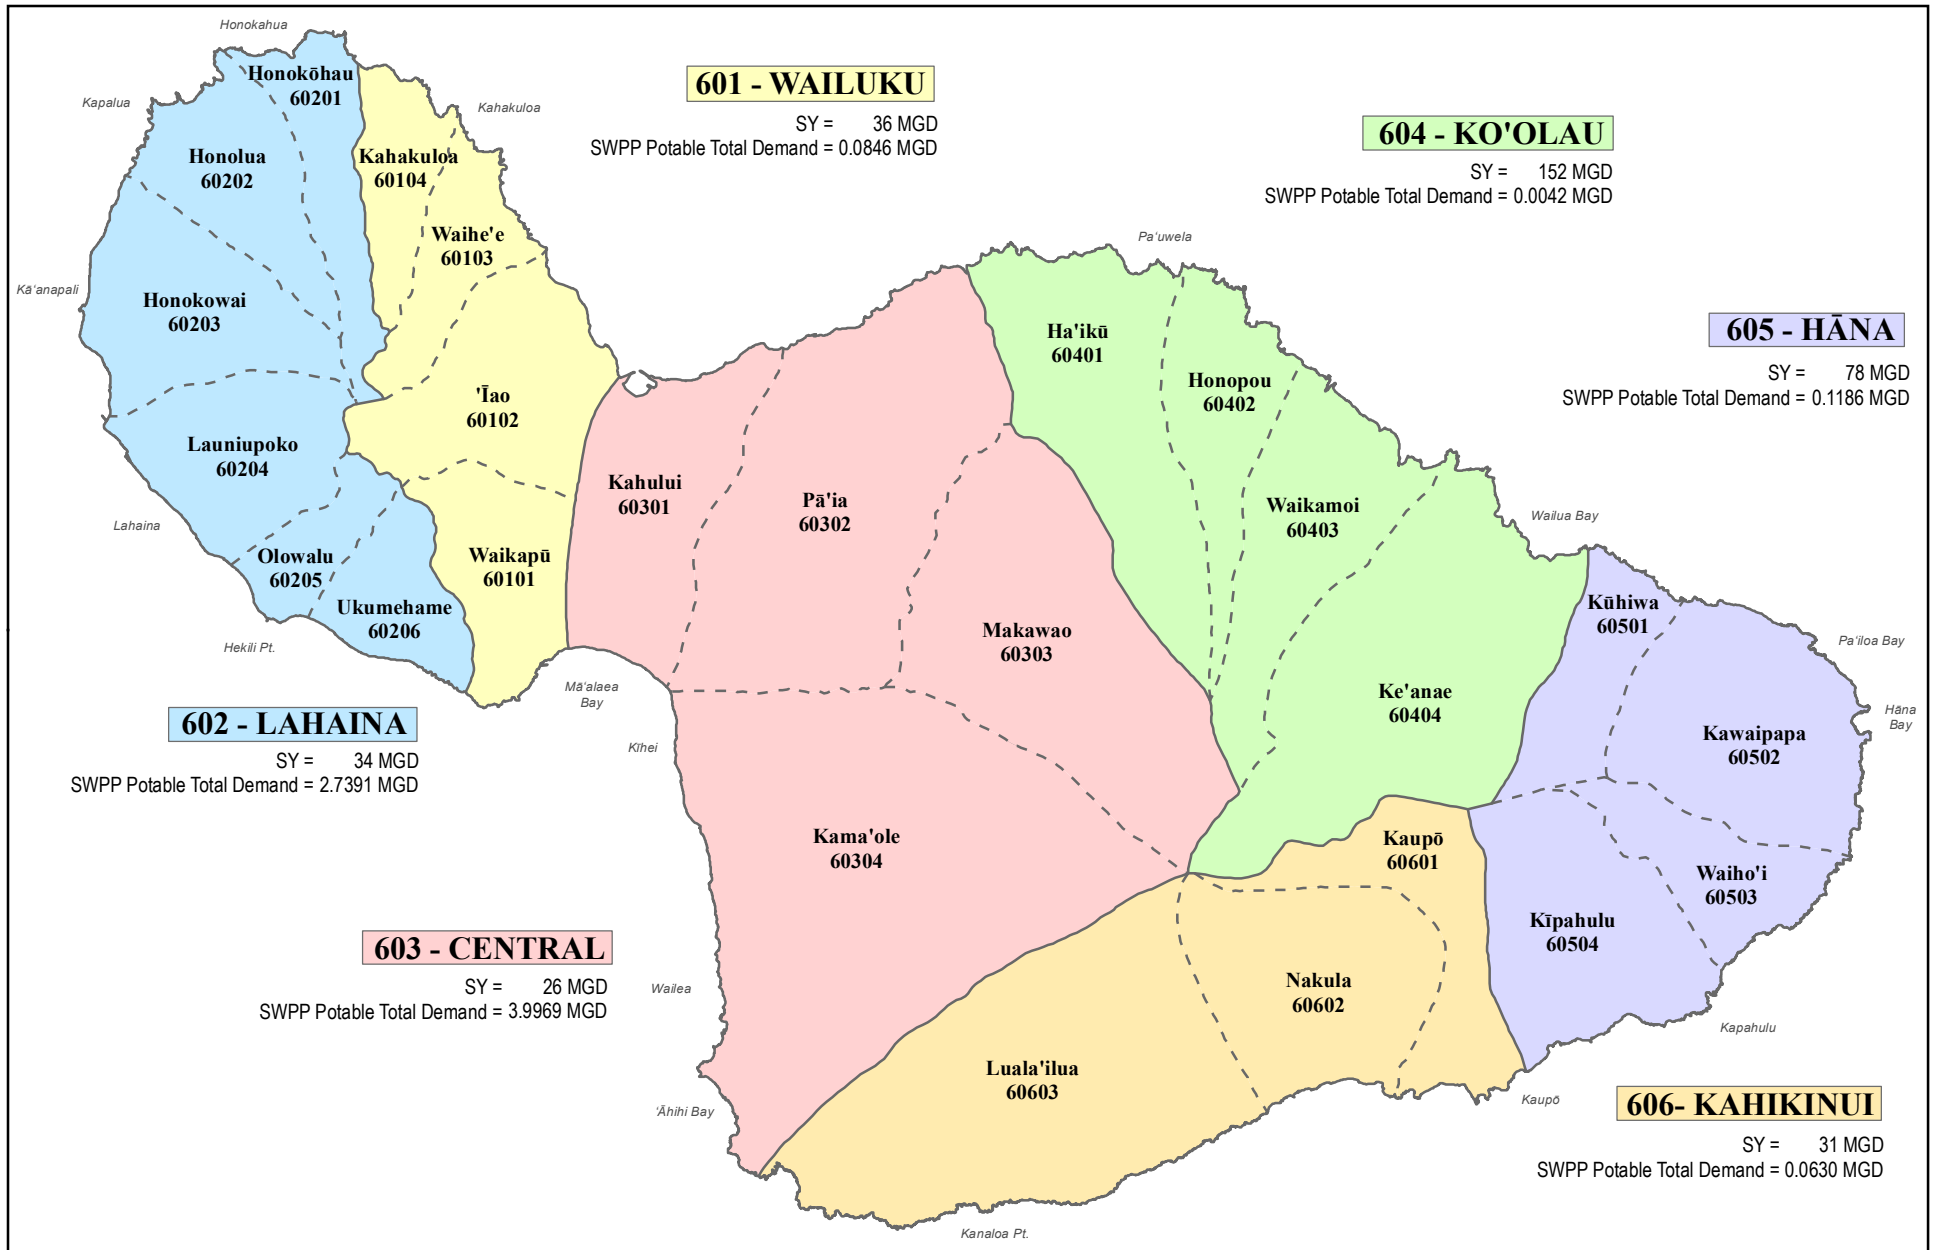 Honokahua
Honokōhau
60201
Kapalua
Kahakuloa
601 - WAILUKU
SY = 36 MGD
SWPP Potable Total Demand = 0.0846 MGD
604 - KO'OLAU
SY = 152 MGD
SWPP Potable Total Demand = 0.0042 MGD
Honolua
60202
Kahakuloa
60104
Waihe'e
60103
Pa‘uwela
Kā‘anapali
Honokowai
60203
Ha'ikū
60401
605 - HĀNA
SY = 78 MGD
SWPP Potable Total Demand = 0.1186 MGD
'Īao
60102
Honopou
60402
Launiupoko
60204
Kahului
60301
Pā'ia
60302
Waikamoi
60403
Wailua Bay
Lahaina
Olowalu
60205
Waikapū
60101
Ukumehame
60206
Kūhiwa
60501
Hekili Pt.
Makawao
60303
Pa‘iloa Bay
Mā‘alaea
Bay
Ke'anae
60404
Hāna
Bay
Kawaipapa
60502
602 - LAHAINA
SY = 34 MGD
SWPP Potable Total Demand = 2.7391 MGD
Kīhei
Kama'ole
60304
Kaupō
60601
Waiho'i
60503
Kīpahulu
60504
603 - CENTRAL
SY = 26 MGD
SWPP Potable Total Demand = 3.9969 MGD
Wailea
Nakula
60602
Kapahulu
Luala'ilua
60603
‘Āhihi Bay
Kaupō
606- KAHIKINUI
SY = 31 MGD
SWPP Potable Total Demand = 0.0630 MGD
Kanaloa Pt.